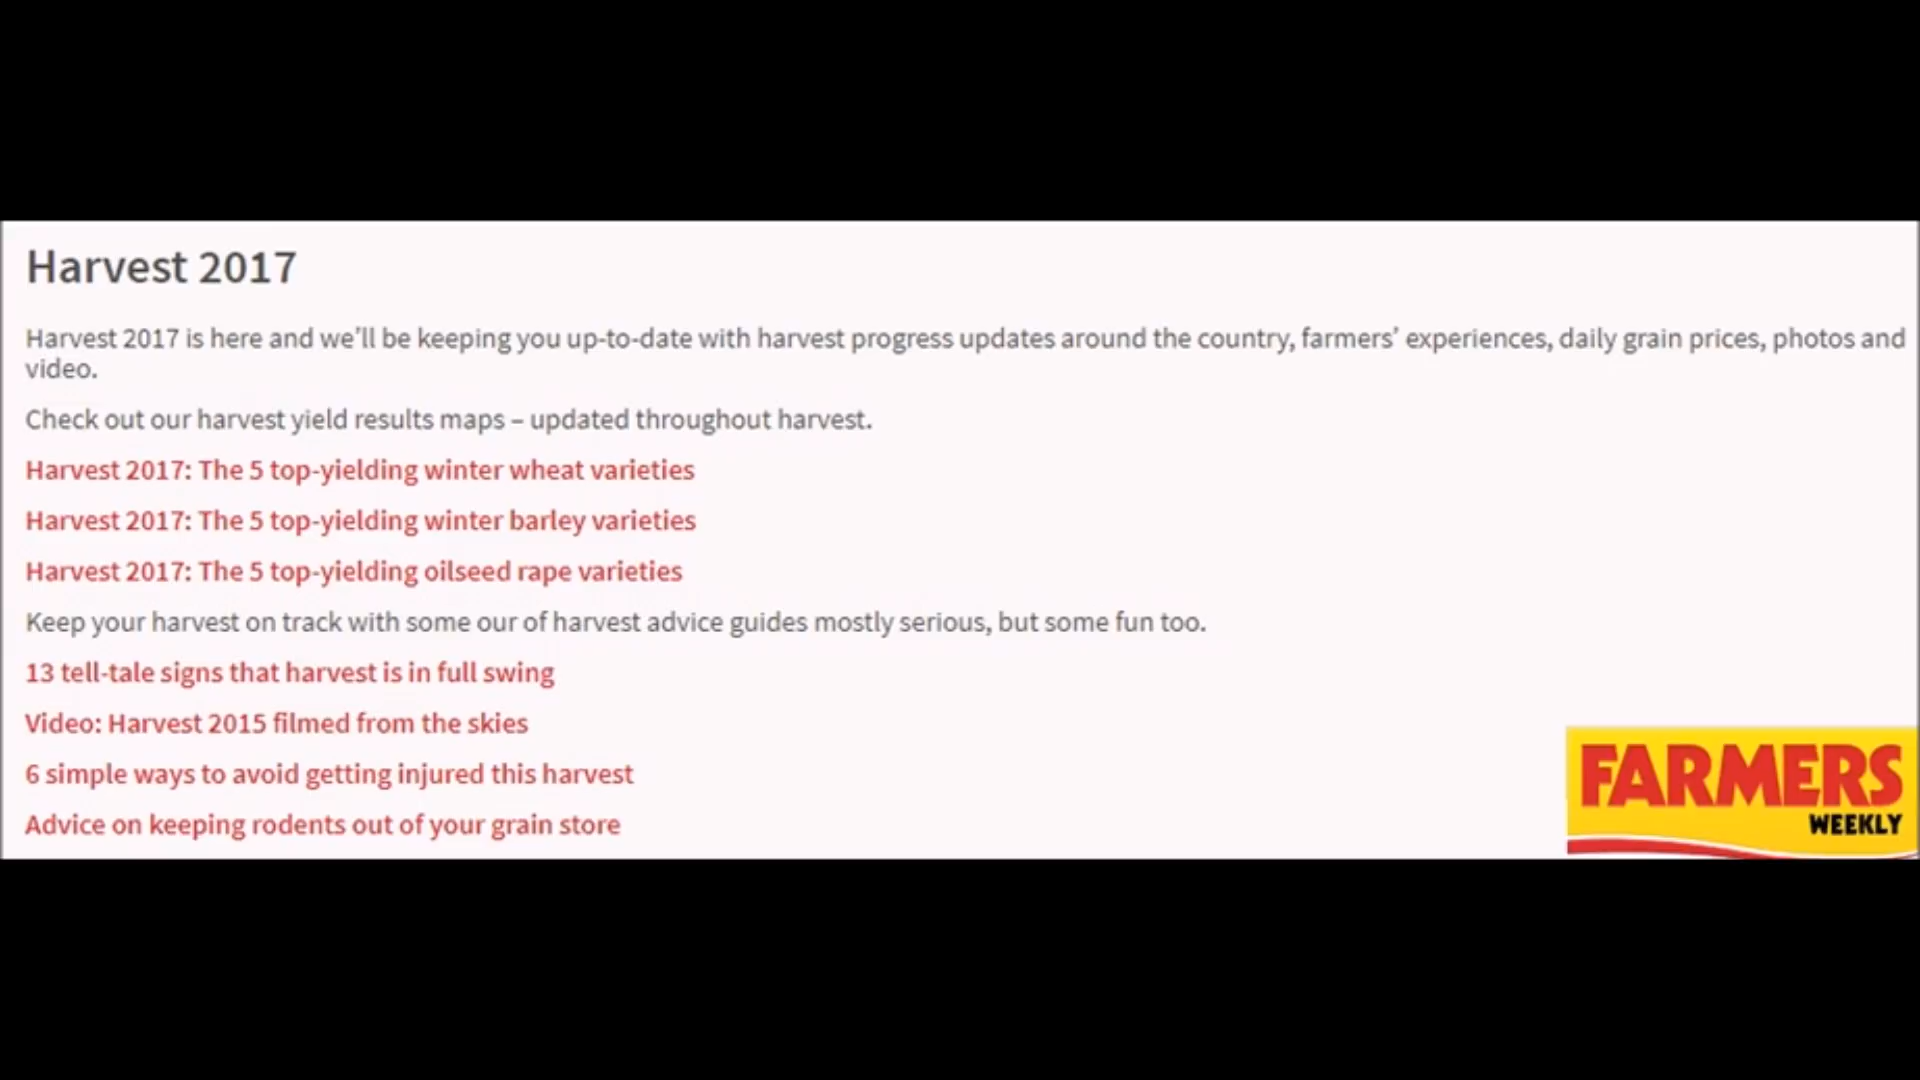 Harvest 2017
Harvest 2017 is here and we’ll be keeping you up-to-date with harvest progress updates around the country, farmers’ experiences, daily grain prices, photos and
video.
Check out our harvest yield results maps – updated throughout harvest.
Harvest 2017: The 5 top-yielding winter wheat varieties
Harvest 2017: The 5 top-yielding winter barley varieties
Harvest 2017: The 5 top-yielding oilseed rape varieties
Keep your harvest on track with some our of harvest advice guides mostly serious, but some fun too.
13 tell-tale signs that harvest is in full swing
Video: Harvest 2015 filmed from the skies
6 simple ways to avoid getting injured this harvest
Advice on keeping rodents out of your grain store
FARMERS
WEEKLY